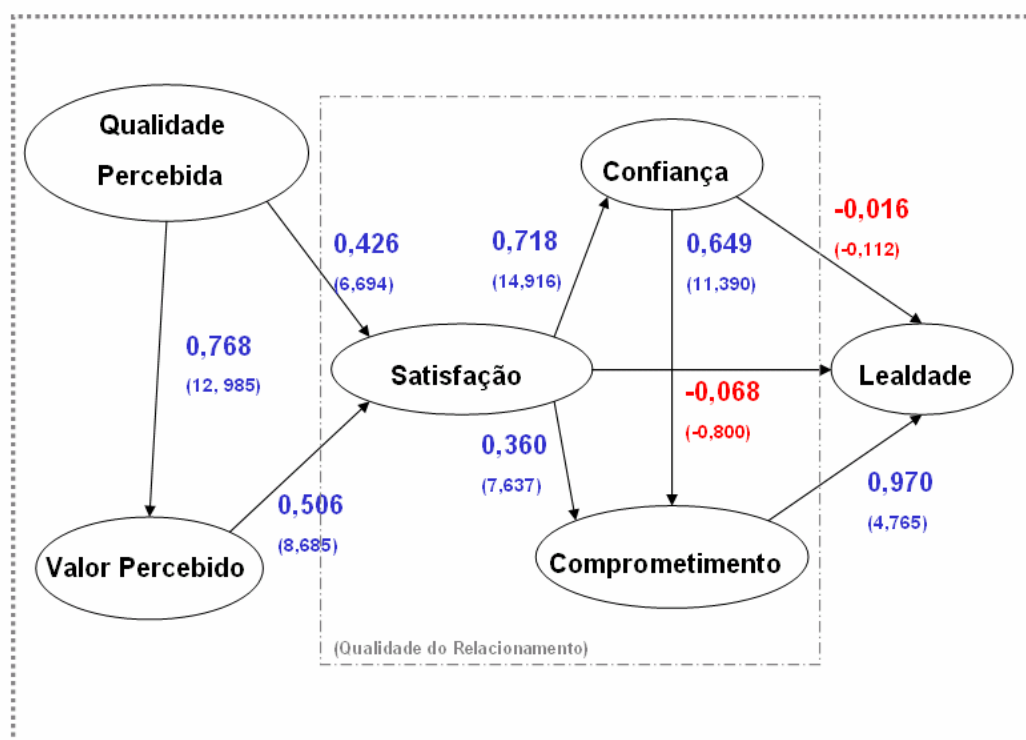 Qualidade
Percebida
Confiança
-0,016
(-0,112)
0,426
(6,694)
0,718
(14,916)
0,649
(11,390)
0,768
(12, 985)
Satisfação
Lealdade
-0,068
(-0,800)
0,360
(7,637)
0,970
(4,765)
0,506
(8,685)
Valor Percebido
Comprometimento
(Qualidade do Relacionamento)